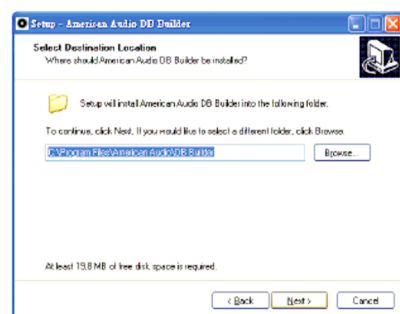 Setup - American Audio DB Builder
Select Destination Location
Where should American Audio DB Builder be installed?
Setup will install American Audio DB Builder into the following folder.
To continue, click Next. If you would like to select a different folder, click Browse.
C:\Program Files\American Audio\DB Builder
Browse...
At least 19,8 MB of free disk space is required.
< Back
Next >
Cancel